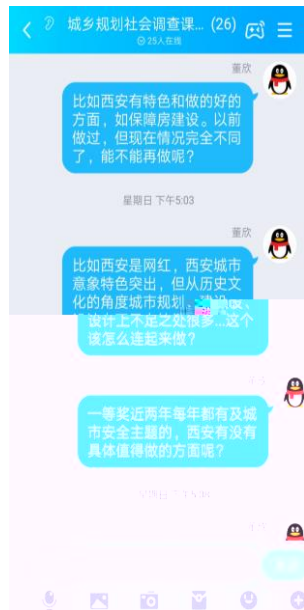 城乡规划社会调查课... (26)
25人在线
董欣
比如西安有特色和做的好的
方面，如保障房建设。以前
做过，但现在情况完全不同
了，能不能再做呢？
星期日 下午5:03
董欣
比如西安是网红，西安城市
意象特色突出，但从历史文
化的角度城市规划、
设计上不足之处很多...这个
该怎么连起来做？
一等奖近两年每年都有及城
市安全主题的，西安有没有
具体值得做的方面呢？